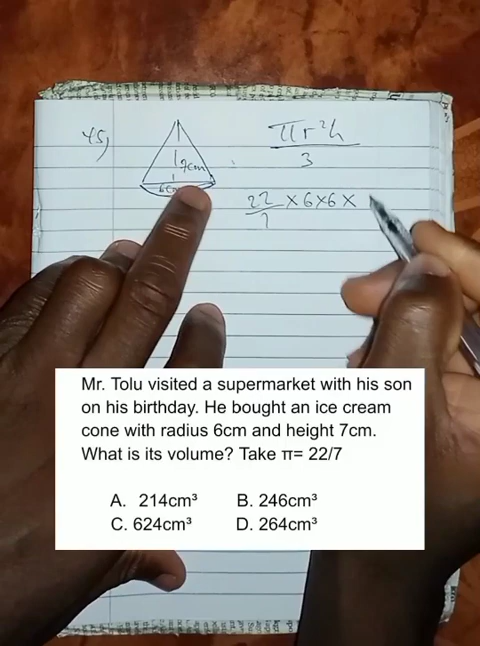 45)
πr²h
3
7cm
6cm
22 × 6 × 6 ×
7
Mr. Tolu visited a supermarket with his son
on his birthday. He bought an ice cream
cone with radius 6cm and height 7cm.
What is its volume? Take π= 22/7
A. 214cm³ B. 246cm³
C. 624cm³ D. 264cm³